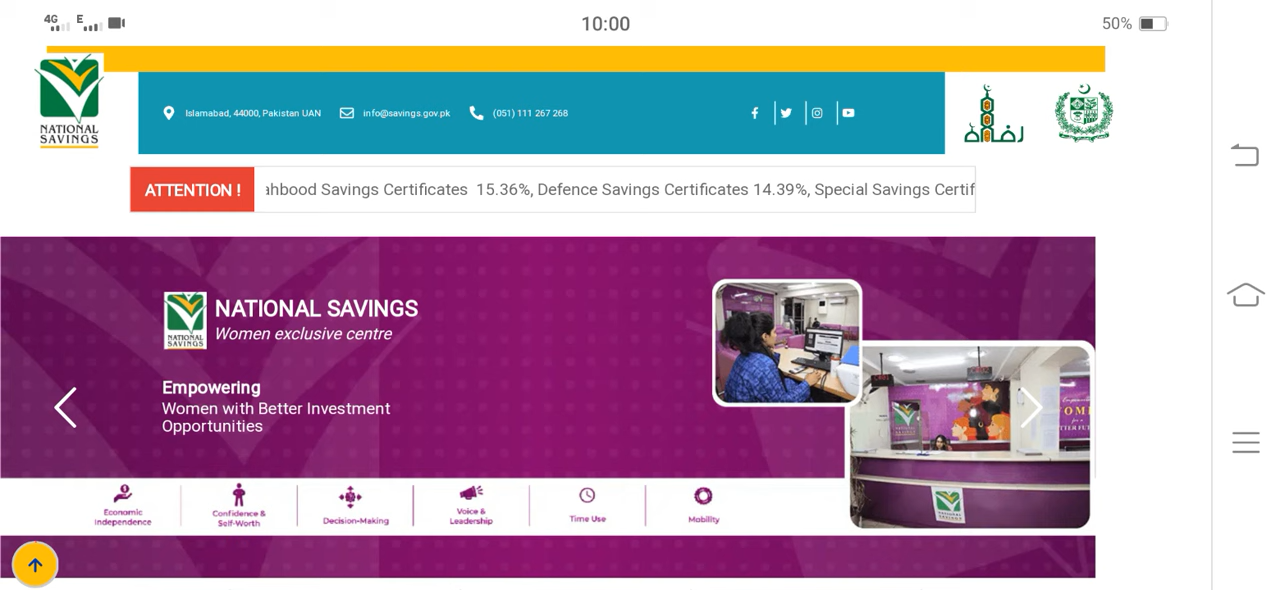 4G E 10:00 50%
NATIONAL
SAVINGS
Islamabad, 44000, Pakistan UAN info@savings.gov.pk (051) 111 267 268
ATTENTION ! ahbood Savings Certificates 15.36%, Defence Savings Certificates 14.39%, Special Savings Certif
NATIONAL SAVINGS
Women exclusive centre
NATIONAL
SAVINGS
Empowering
Women with Better Investment
Opportunities
Economic
Independence
Confidence &
Self-Worth
Decision-Making
Voice &
Leadership
Time Use
Mobility